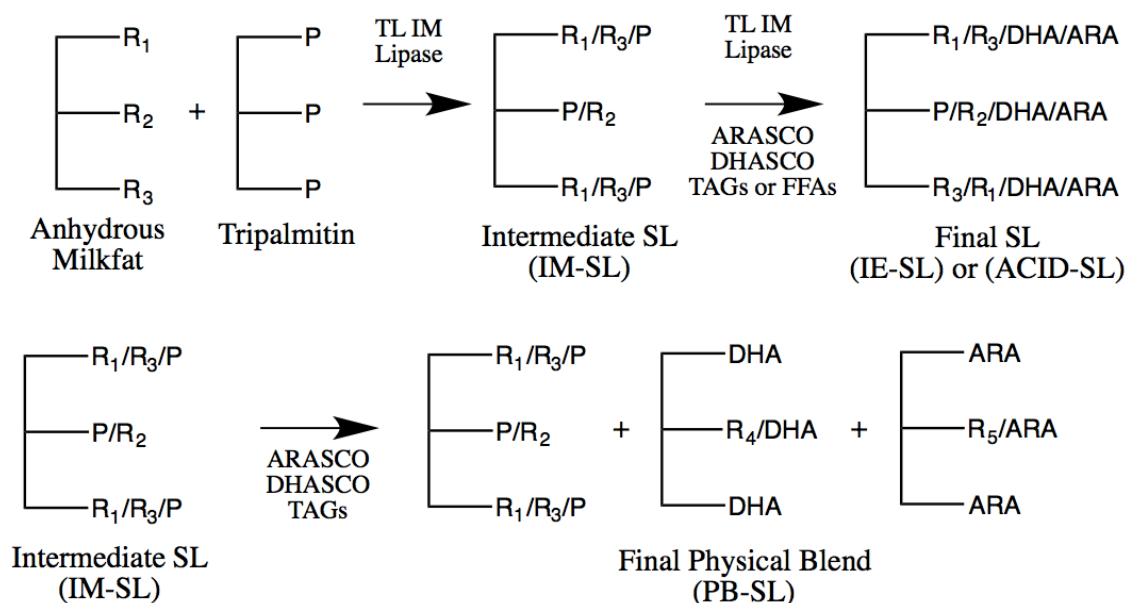 R1 P TL IM Lipase R1/R3/P TL IM Lipase R1/R3/DHA/ARA
R2 + P P/R2 ARASCO DHASCO TAGs or FFAs P/R2/DHA/ARA
R3 P R1/R3/P R3/R1/DHA/ARA
Anhydrous Milkfat
Tripalmitin
Intermediate SL
(IM-SL)
Final SL
(IE-SL) or (ACID-SL)
R1/R3/P R1/R3/P DHA ARA
P/R2 ARASCO DHASCO TAGs P/R2 + R4/DHA + R5/ARA
R1/R3/P R1/R3/P DHA ARA
Intermediate SL
(IM-SL)
Final Physical Blend
(PB-SL)